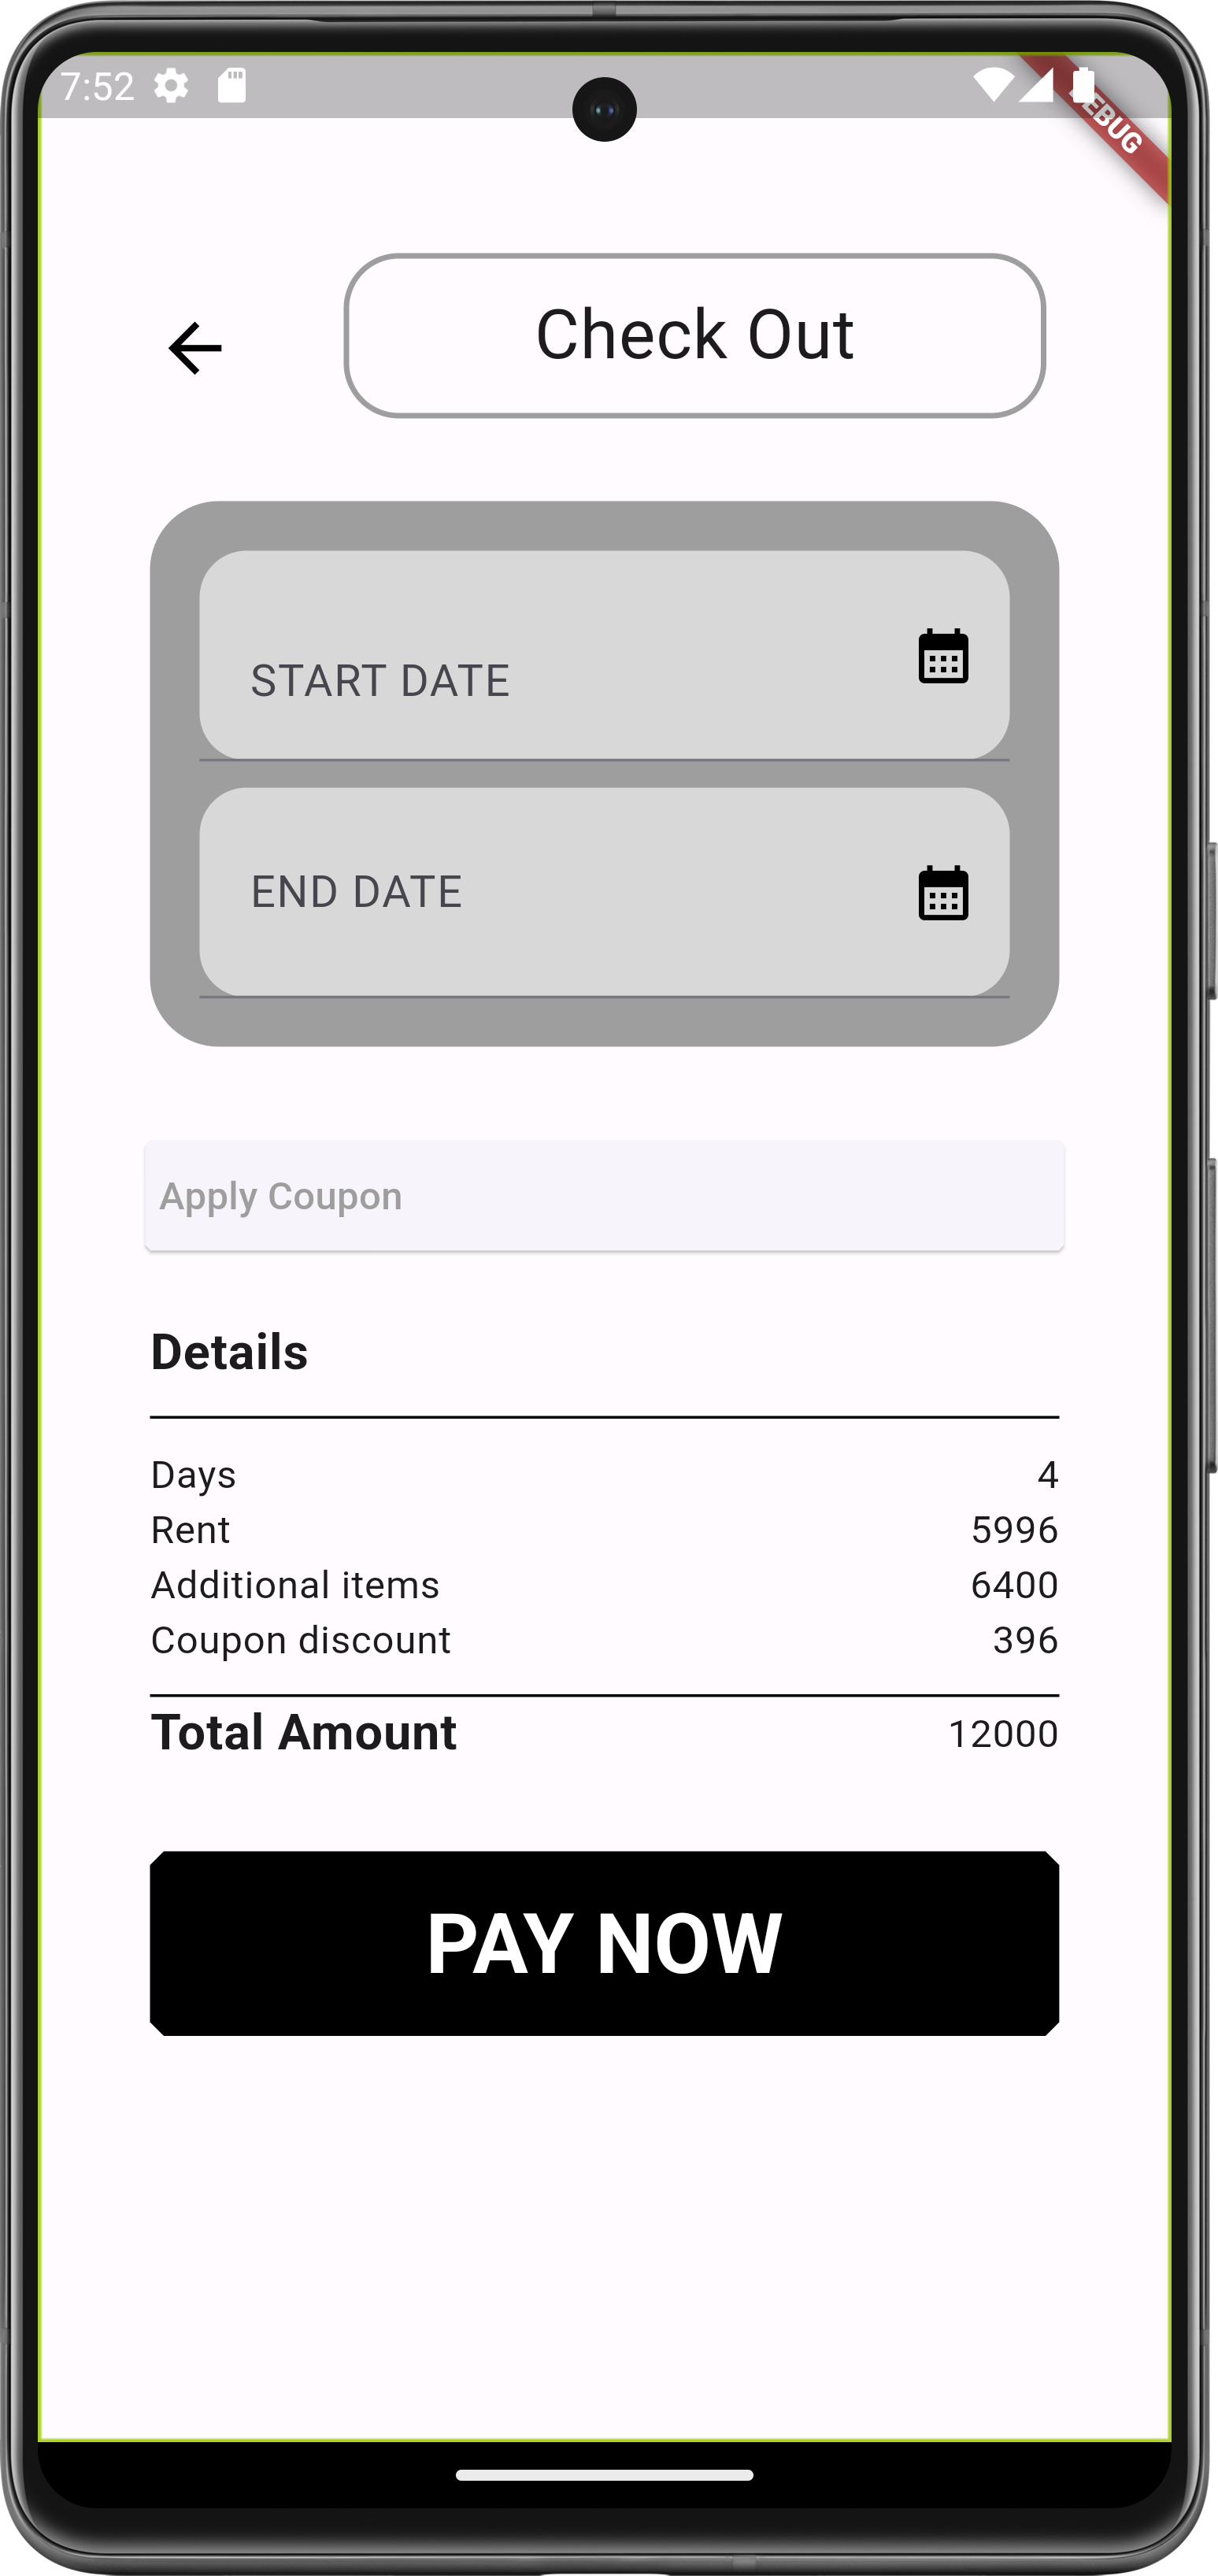 7:52
DEBUG
Check Out
START DATE
END DATE
Apply Coupon
Details
Days 4
Rent 5996
Additional items 6400
Coupon discount 396
Total Amount 12000
PAY NOW